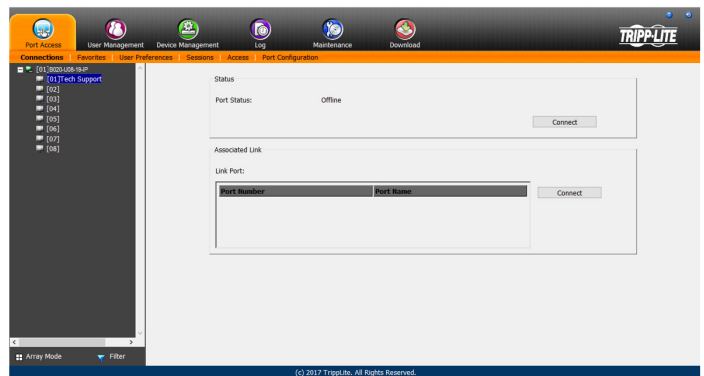 Port Access User Management Device Management Log Maintenance Download
TRIPP·LITE
Connections Favorites User Preferences Sessions Access Port Configuration
[01]B020-U08-19-IP
[01]Tech Support
[02]
[03]
[04]
[05]
[06]
[07]
[08]
Status
Port Status: Offline
Connect
Associated Link
Link Port:
Port Number Port Name
Connect
Array Mode Filter
(c) 2017 TrippLite. All Rights Reserved.